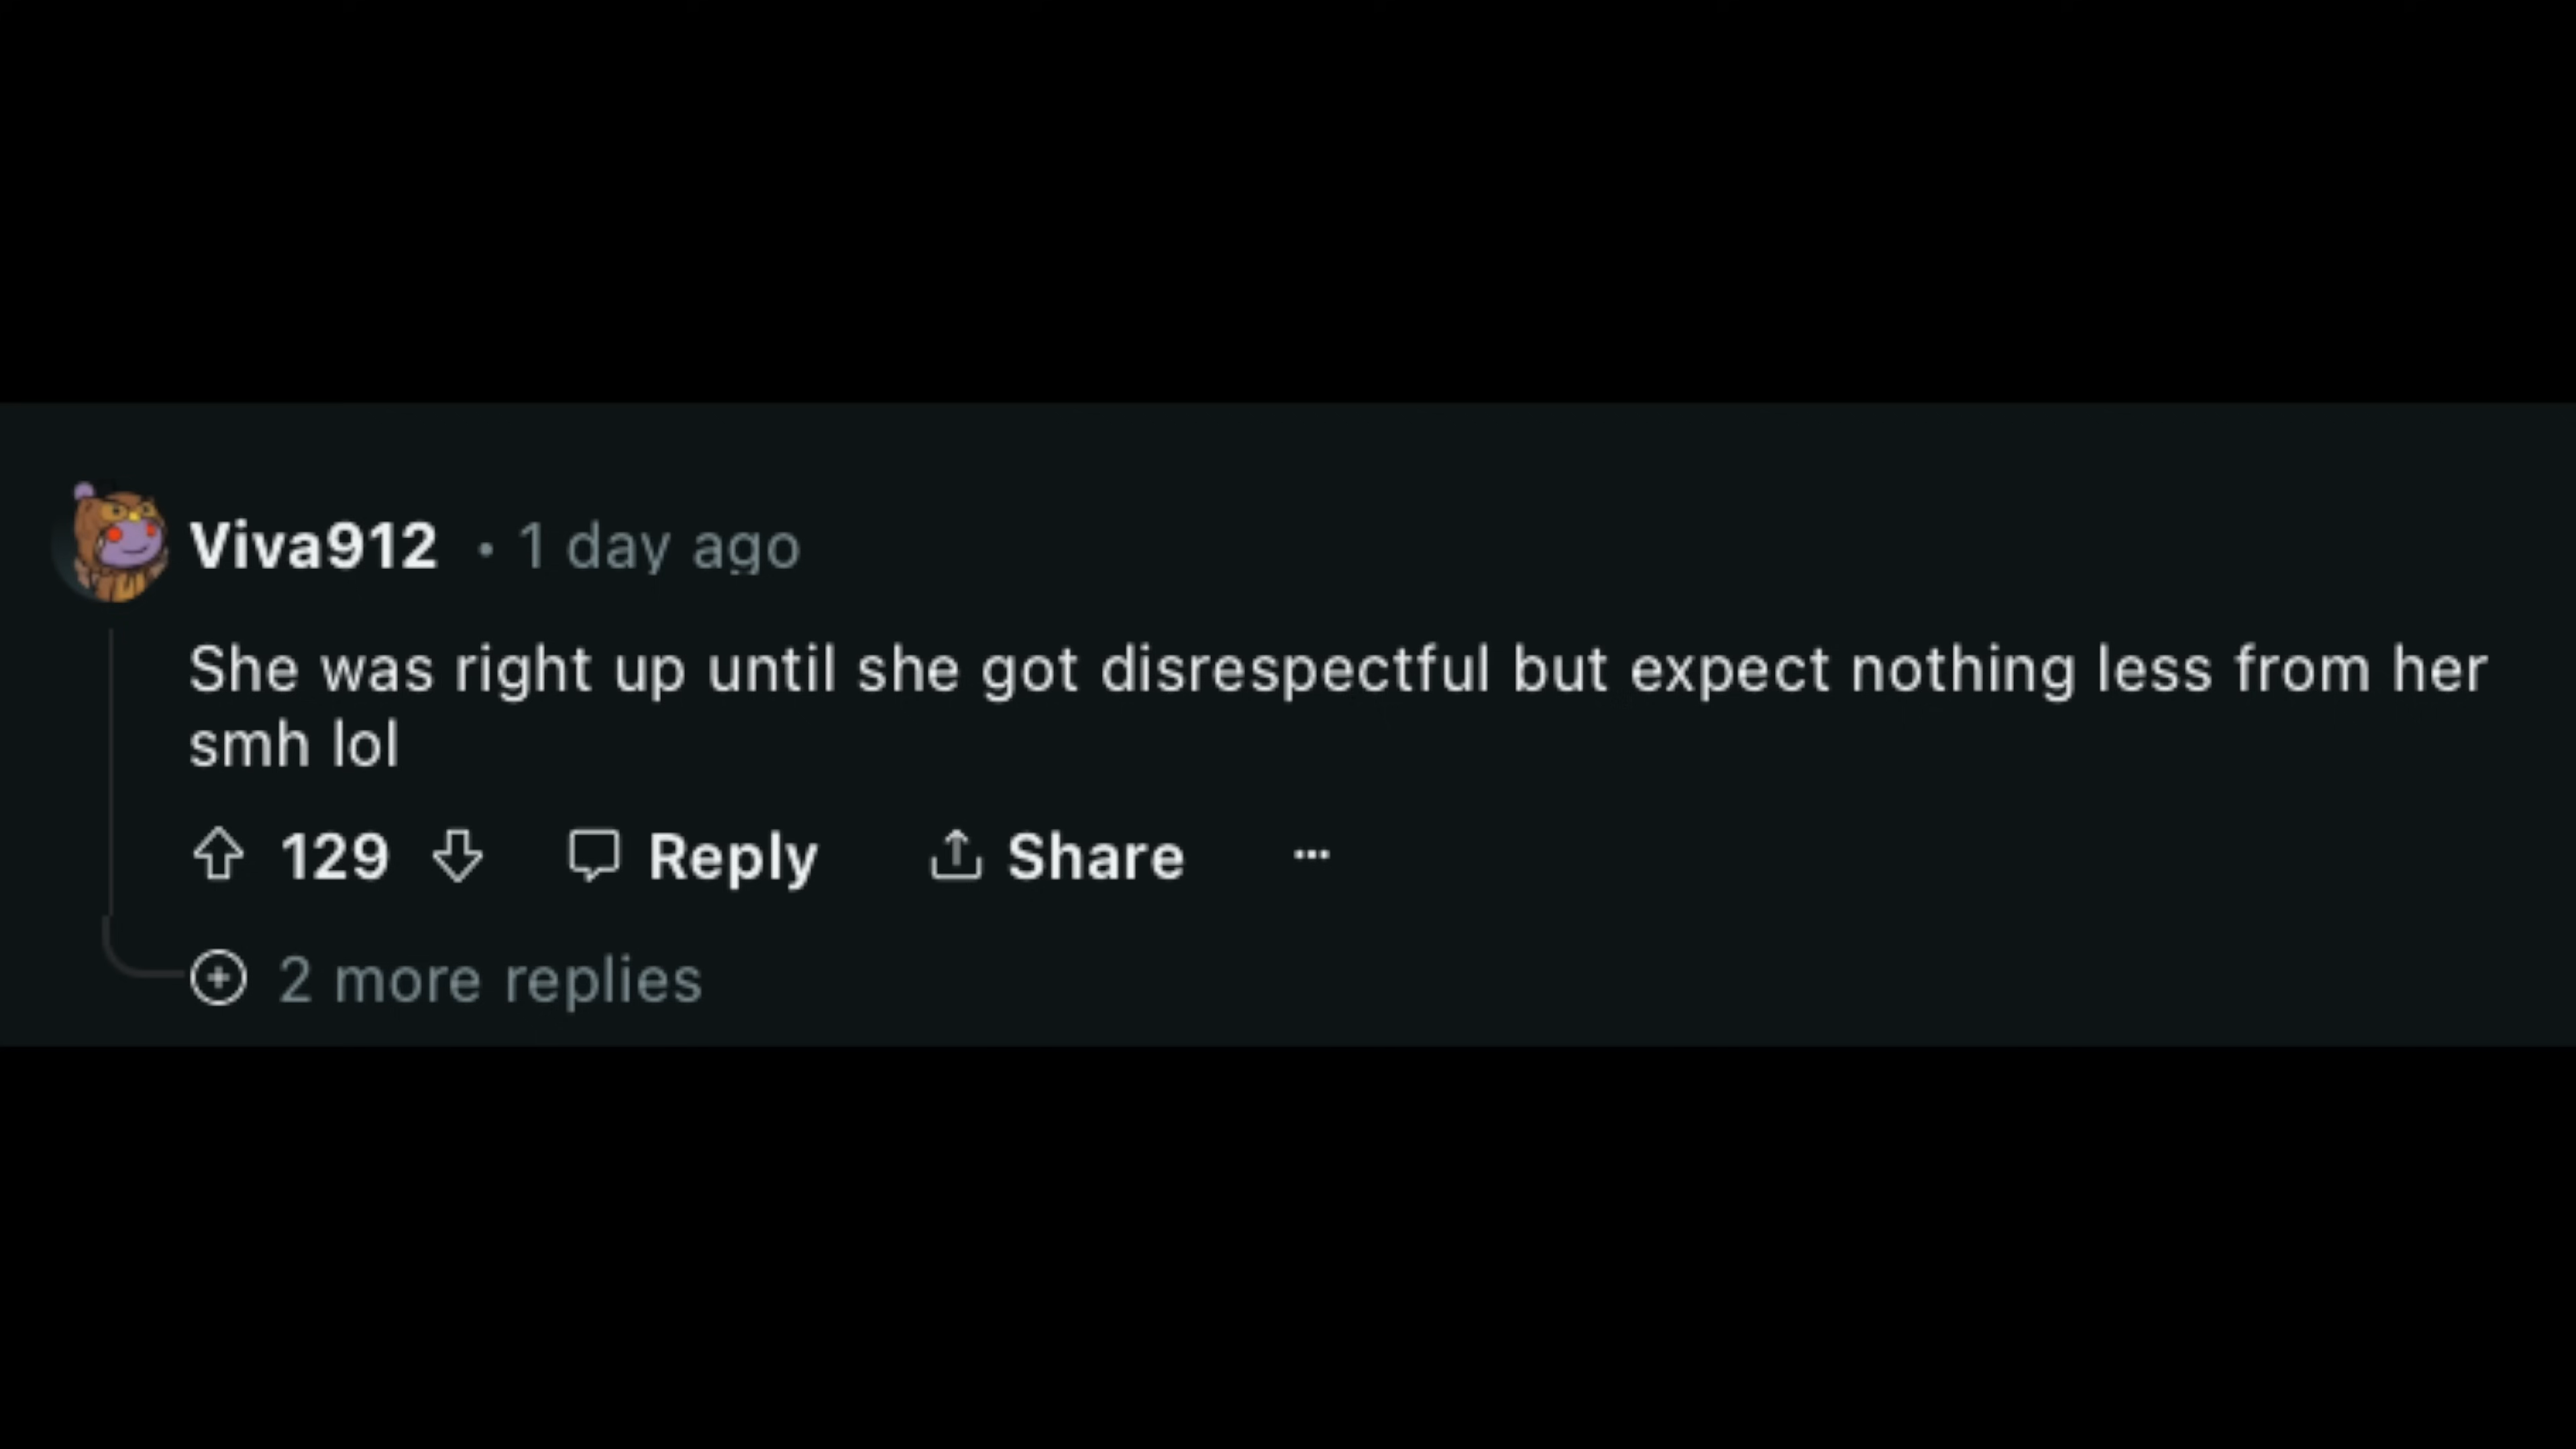 Viva912 • 1 day ago
She was right up until she got disrespectful but expect nothing less from her
smh lol
129 Reply Share ...
2 more replies